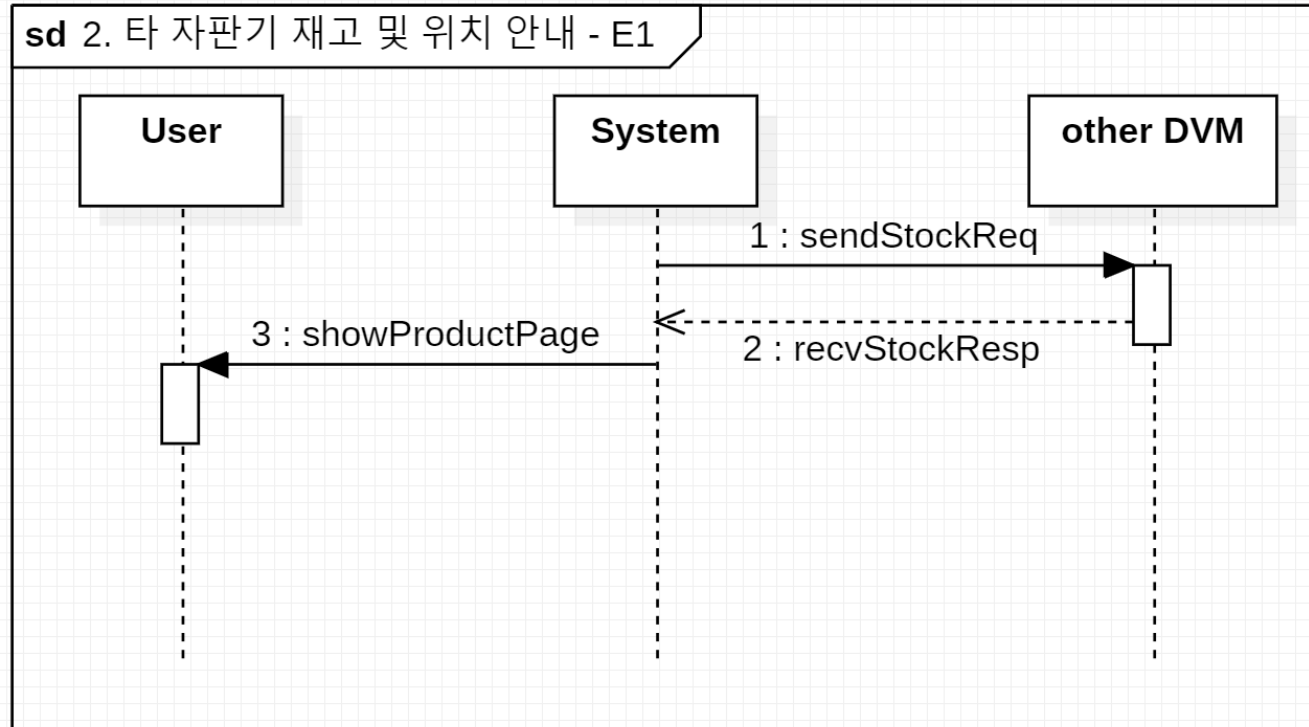 sd 2. 타 자판기 재고 및 위치 안내 - E1
User
System
other DVM
1 : sendStockReq
2 : recvStockResp
3 : showProductPage